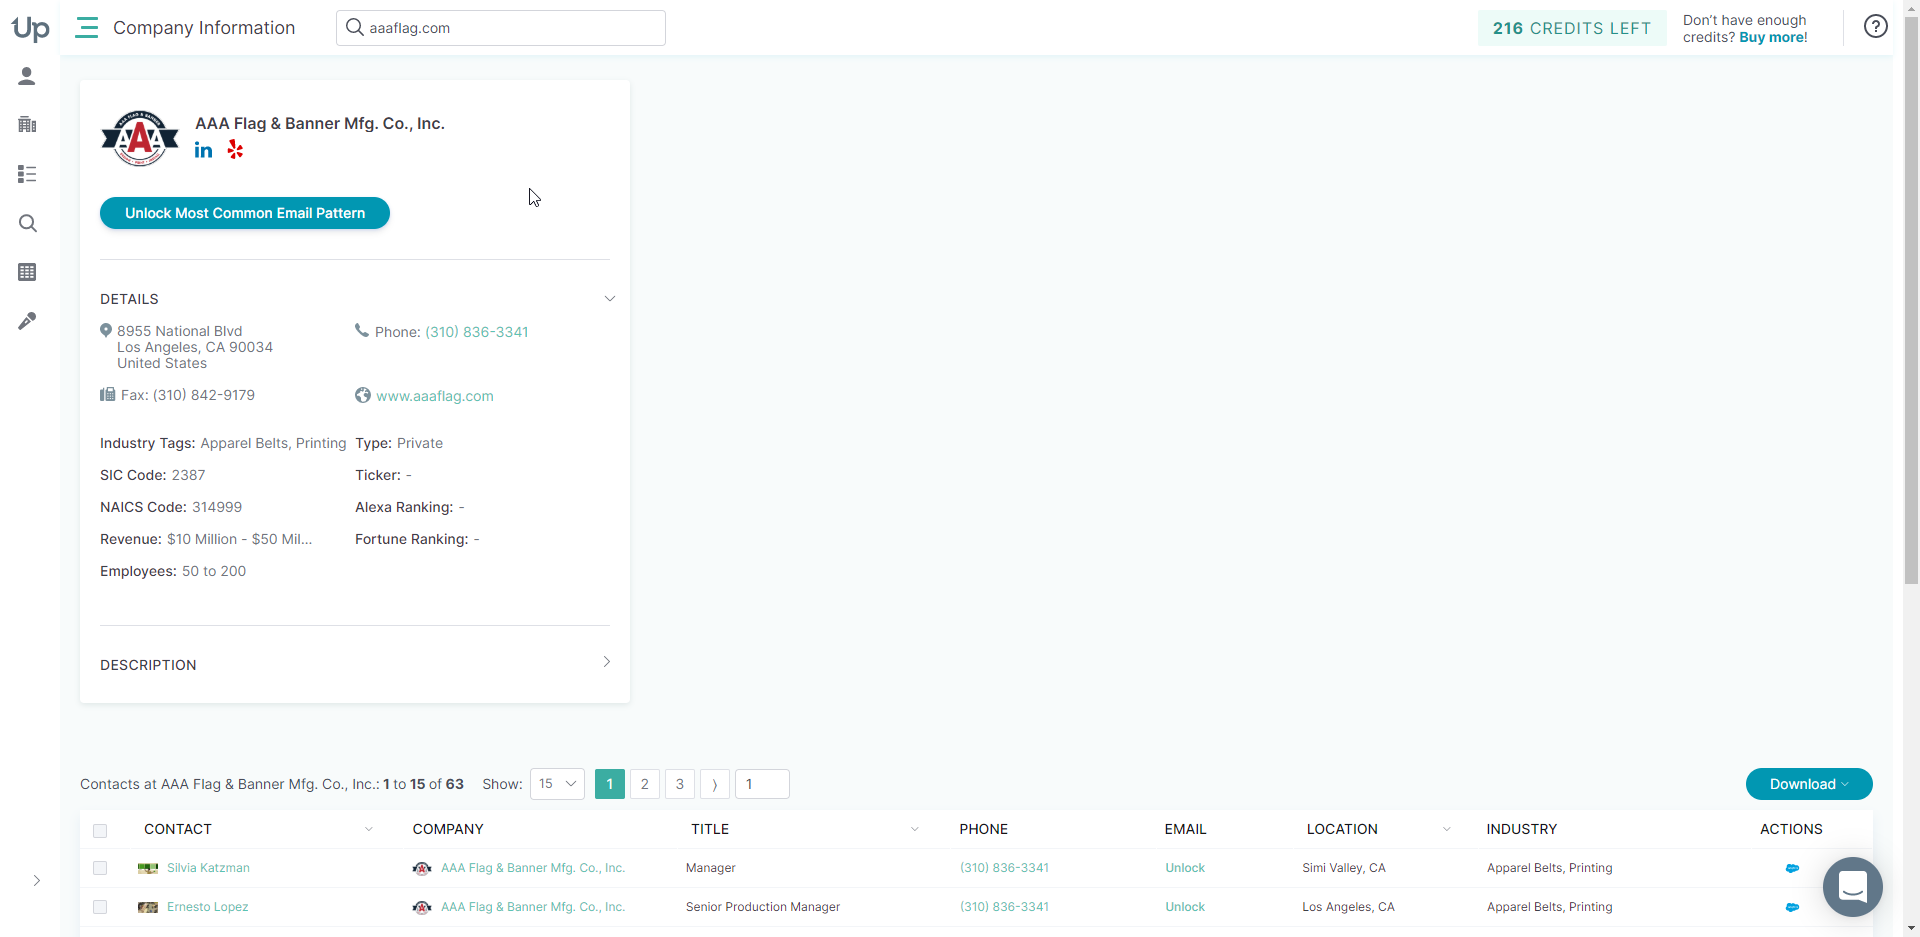 Up
Company Information
aaaflag.com
216 CREDITS LEFT
Don't have enough
credits? Buy more!
?
AAA FLAG & BANNER
AAA
AAA Flag & Banner Mfg. Co., Inc.
in
Unlock Most Common Email Pattern
DETAILS
8955 National Blvd
Los Angeles, CA 90034
United States
Phone: (310) 836-3341
Fax: (310) 842-9179
www.aaaflag.com
Industry Tags: Apparel Belts, Printing
Type: Private
SIC Code: 2387
Ticker: -
NAICS Code: 314999
Alexa Ranking: -
Revenue: $10 Million - $50 Mil...
Fortune Ranking: -
Employees: 50 to 200
DESCRIPTION
Contacts at AAA Flag & Banner Mfg. Co., Inc.: 1 to 15 of 63 Show: 15 1 2 3 ⟩ 1
Download
CONTACT COMPANY TITLE PHONE EMAIL LOCATION INDUSTRY ACTIONS
Silvia Katzman AAA Flag & Banner Mfg. Co., Inc. Manager (310) 836-3341 Unlock Simi Valley, CA Apparel Belts, Printing
Ernesto Lopez AAA Flag & Banner Mfg. Co., Inc. Senior Production Manager (310) 836-3341 Unlock Los Angeles, CA Apparel Belts, Printing